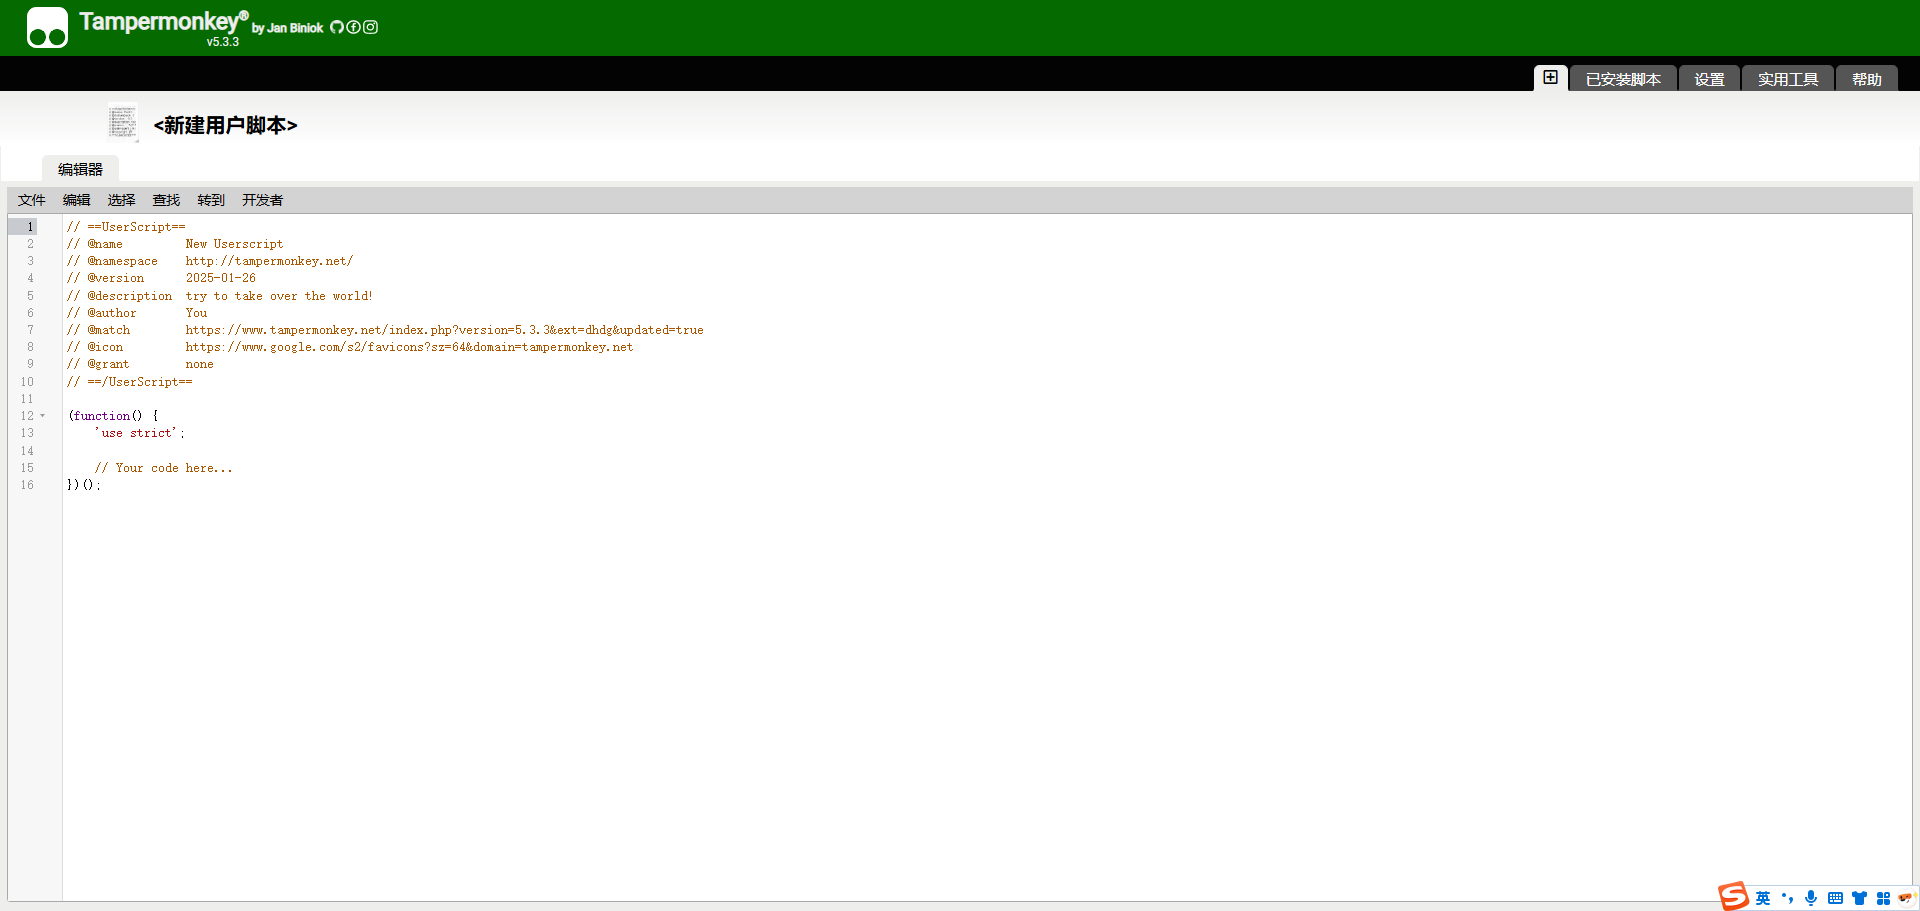 Tampermonkey® by Jan Biniok
v5.3.3
已安装脚本 设置 实用工具 帮助
<新建用户脚本>
编辑器
文件 编辑 选择 查找 转到 开发者
1 // ==UserScript==
2 // @name         New Userscript
3 // @namespace    http://tampermonkey.net/
4 // @version      2025-01-26
5 // @description  try to take over the world!
6 // @author       You
7 // @match        https://www.tampermonkey.net/index.php?version=5.3.3&ext=dhdg&updated=true
8 // @icon         https://www.google.com/s2/favicons?sz=64&domain=tampermonkey.net
9 // @grant        none
10 // ==/UserScript==
11
12 (function() {
13     'use strict';
14
15     // Your code here...
16 })();
S 英